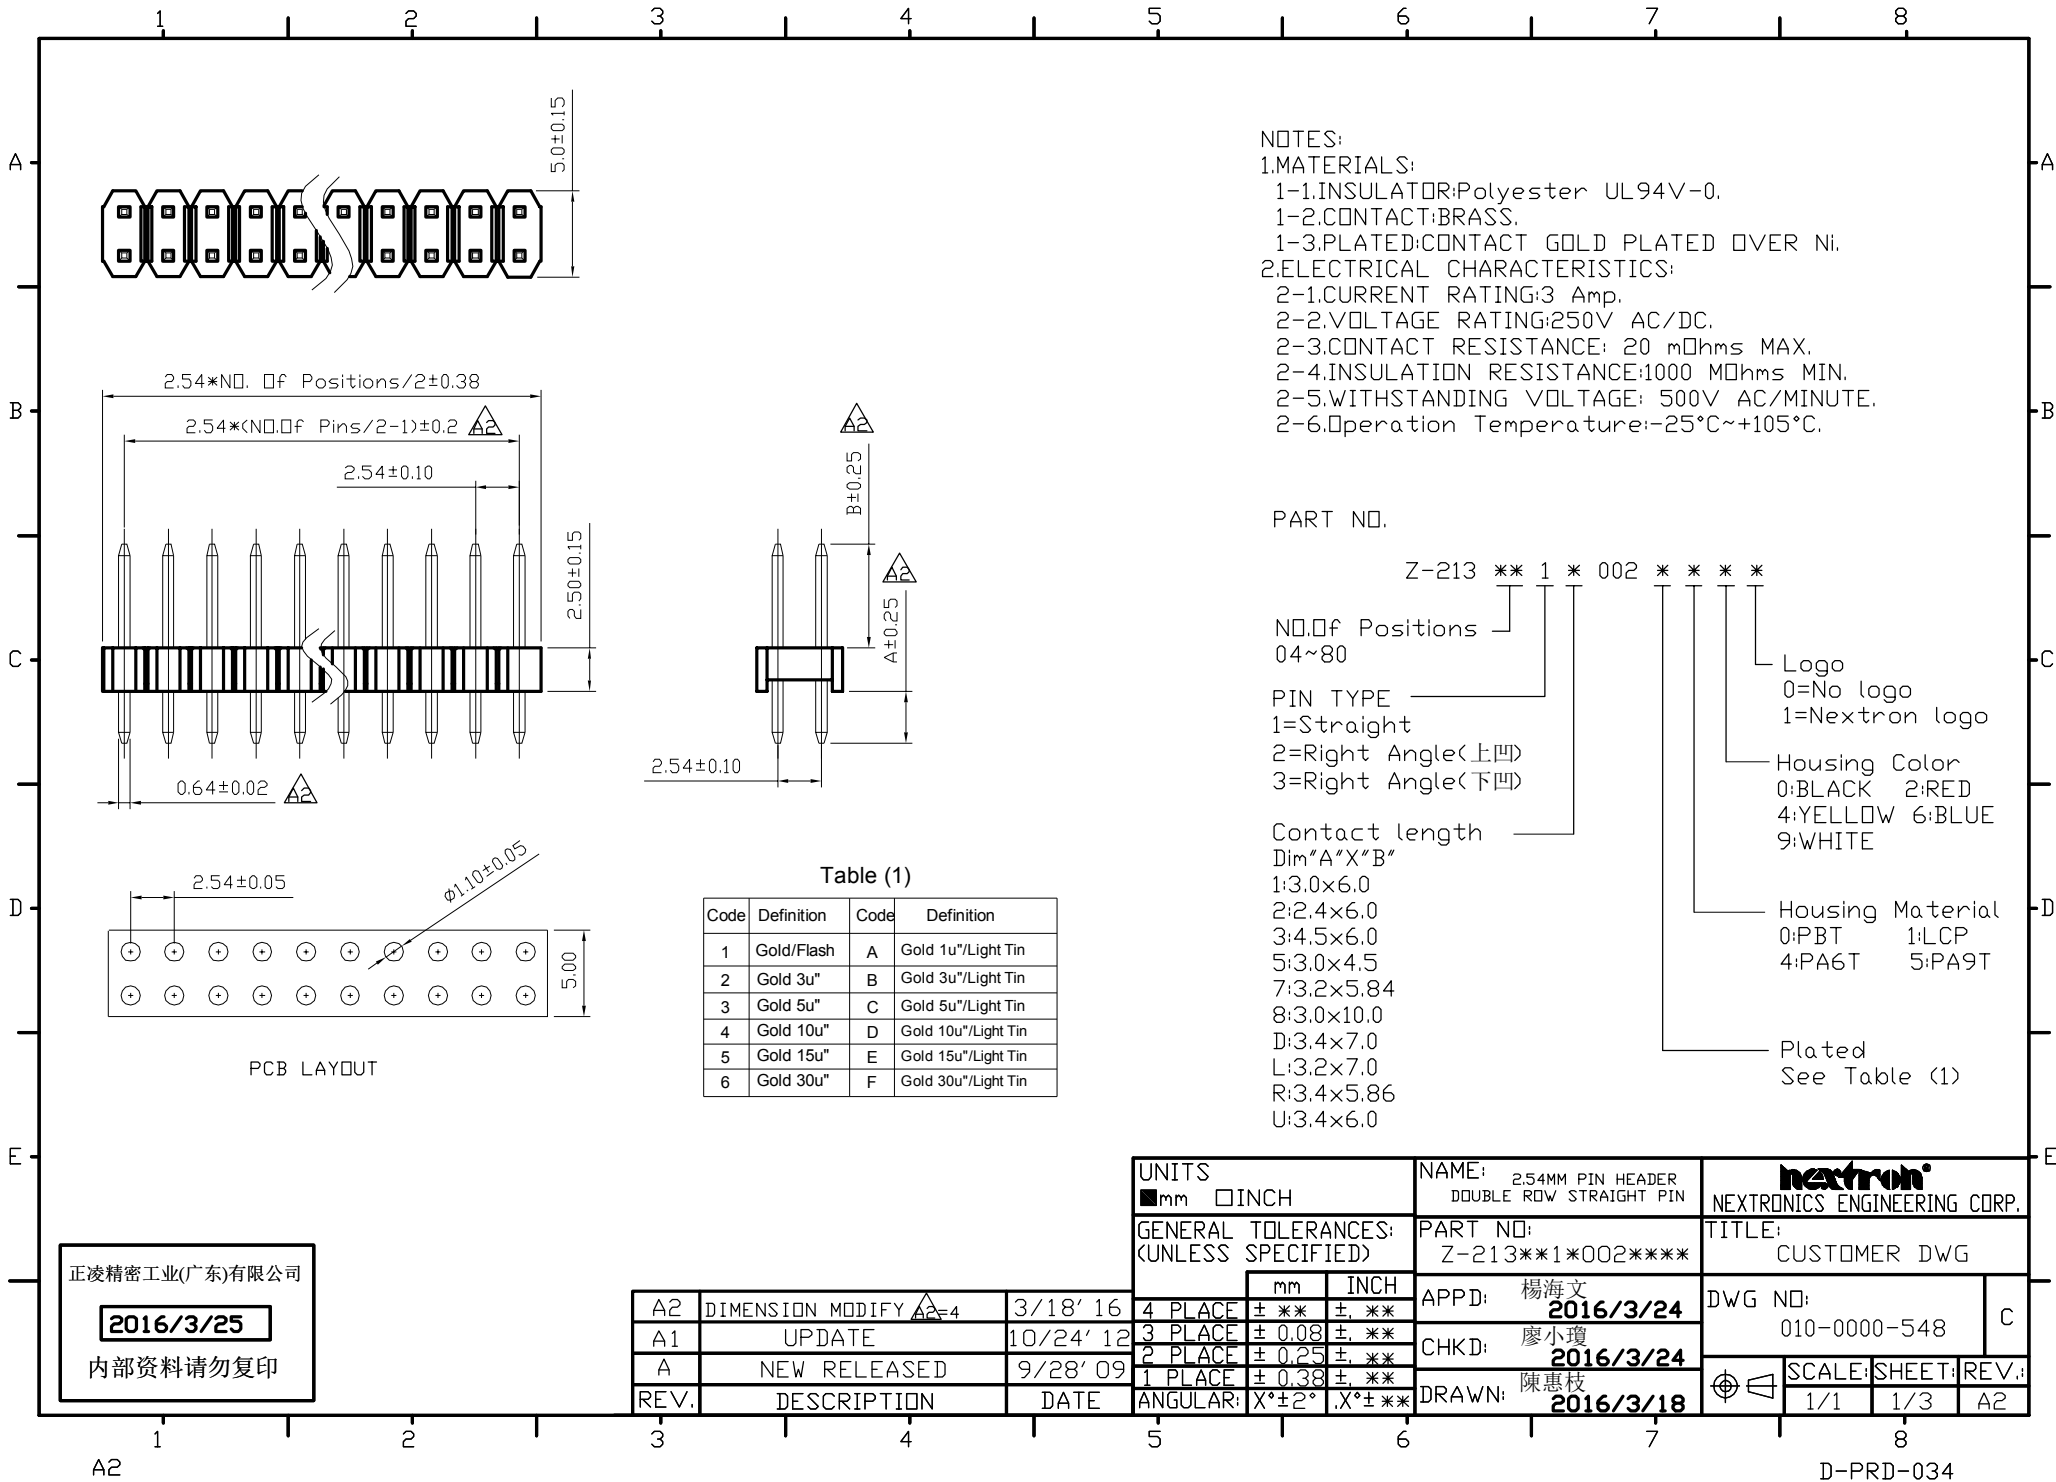 1 2 3 4 5 6 7 8
A A
B B
C C
D D
E E
5.0±0.15
2.54*NO. Of Positions/2±0.38
2.54*(NO.Of Pins/2-1)±0.2 A2
2.54±0.10
2.50±0.15
0.64±0.02 A2
A2
B±0.25
A2
A±0.25
2.54±0.10
2.54±0.05
ø1.10±0.05
5.00
PCB LAYOUT
Table (1)
Code Definition Code Definition
1 Gold/Flash A Gold 1u"/Light Tin
2 Gold 3u" B Gold 3u"/Light Tin
3 Gold 5u" C Gold 5u"/Light Tin
4 Gold 10u" D Gold 10u"/Light Tin
5 Gold 15u" E Gold 15u"/Light Tin
6 Gold 30u" F Gold 30u"/Light Tin
NOTES:
1.MATERIALS:
1-1.INSULATOR:Polyester UL94V-0.
1-2.CONTACT:BRASS.
1-3.PLATED:CONTACT GOLD PLATED OVER Ni.
2.ELECTRICAL CHARACTERISTICS:
2-1.CURRENT RATING:3 Amp.
2-2.VOLTAGE RATING:250V AC/DC.
2-3.CONTACT RESISTANCE: 20 mOhms MAX.
2-4.INSULATION RESISTANCE:1000 MOhms MIN.
2-5.WITHSTANDING VOLTAGE: 500V AC/MINUTE.
2-6.Operation Temperature:-25°C~+105°C.
PART NO.
Z-213 ** 1 * 002 * * * *
NO.Of Positions
04~80
PIN TYPE
1=Straight
2=Right Angle(上凹)
3=Right Angle(下凹)
Contact length
Dim"A"X"B"
1:3.0x6.0
2:2.4x6.0
3:4.5x6.0
5:3.0x4.5
7:3.2x5.84
8:3.0x10.0
D:3.4x7.0
L:3.2x7.0
R:3.4x5.86
U:3.4x6.0
Logo
0=No logo
1=Nextron logo
Housing Color
0:BLACK 2:RED
4:YELLOW 6:BLUE
9:WHITE
Housing Material
0:PBT 1:LCP
4:PA6T 5:PA9T
Plated
See Table (1)
正凌精密工业(广东)有限公司
2016/3/25
内部资料请勿复印
A2 DIMENSION MODIFY A2=4 3/18' 16
A1 UPDATE 10/24' 12
A NEW RELEASED 9/28' 09
REV. DESCRIPTION DATE
UNITS
mm INCH
GENERAL TOLERANCES:
(UNLESS SPECIFIED)
mm INCH
4 PLACE ± ** ±. **
3 PLACE ± 0.08 ±. **
2 PLACE ± 0.25 ±. **
1 PLACE ± 0.38 ±. **
ANGULAR: X°±2° .X°± **
NAME: 2.54MM PIN HEADER
DOUBLE ROW STRAIGHT PIN
PART NO:
Z-213**1*002****
APPD: 楊海文
2016/3/24
CHKD: 廖小瓊
2016/3/24
DRAWN: 陳惠枝
2016/3/18
nextron®
NEXTRONICS ENGINEERING CORP.
TITLE:
CUSTOMER DWG
DWG NO:
010-0000-548
C
SCALE: SHEET: REV.:
1/1 1/3 A2
1 2 3 4 5 6 7 8
A2
D-PRD-034